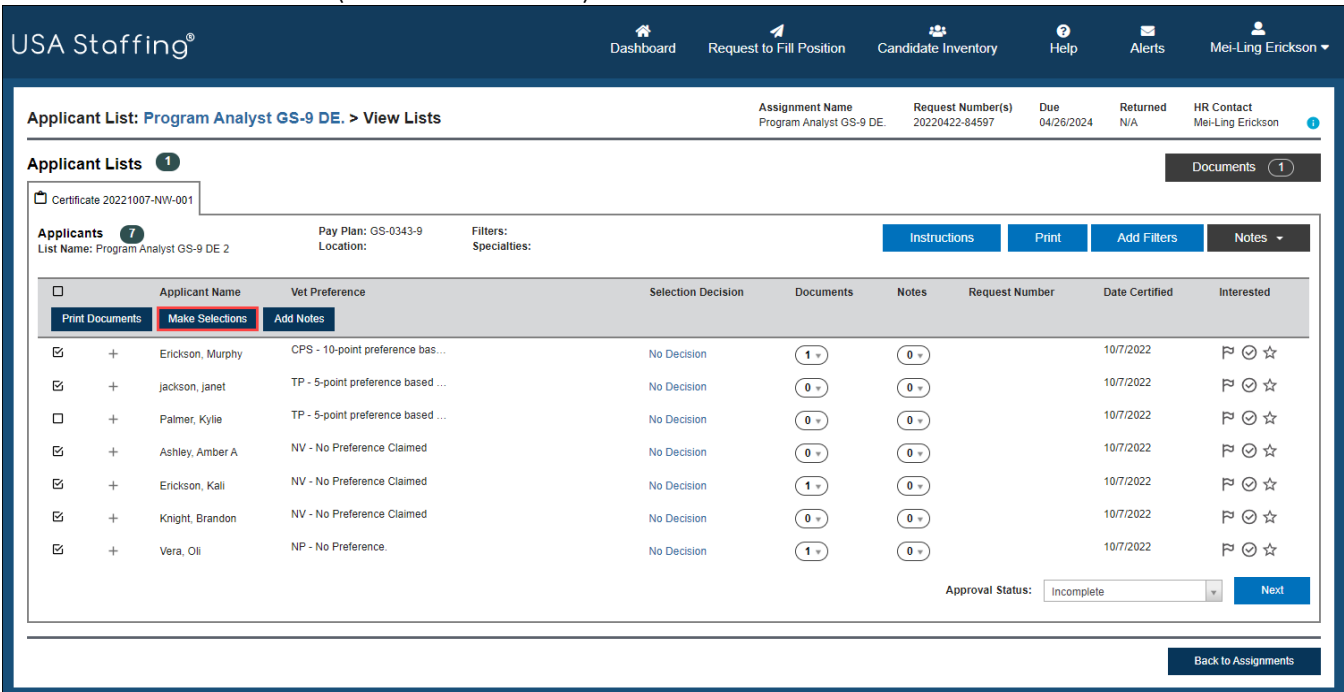 USA Staffing®
Dashboard Request to Fill Position Candidate Inventory Help Alerts Mei-Ling Erickson
Applicant List: Program Analyst GS-9 DE. > View Lists
Assignment Name Request Number(s) Due Returned HR Contact
Program Analyst GS-9 DE. 20220422-84597 04/26/2024 N/A Mei-Ling Erickson
Applicant Lists 1
Documents 1
Certificate 20221007-NW-001
Applicants 7 Pay Plan: GS-0343-9 Filters:
List Name: Program Analyst GS-9 DE 2 Location: Specialties:
Instructions Print Add Filters Notes
Applicant Name Vet Preference Selection Decision Documents Notes Request Number Date Certified Interested
Print Documents Make Selections Add Notes
Erickson, Murphy CPS - 10-point preference bas... No Decision 1 0 10/7/2022
jackson, janet TP - 5-point preference based ... No Decision 0 0 10/7/2022
Palmer, Kylie TP - 5-point preference based ... No Decision 0 0 10/7/2022
Ashley, Amber A NV - No Preference Claimed No Decision 0 0 10/7/2022
Erickson, Kali NV - No Preference Claimed No Decision 1 0 10/7/2022
Knight, Brandon NV - No Preference Claimed No Decision 0 0 10/7/2022
Vera, Oli NP - No Preference. No Decision 1 0 10/7/2022
Approval Status: Incomplete Next
Back to Assignments